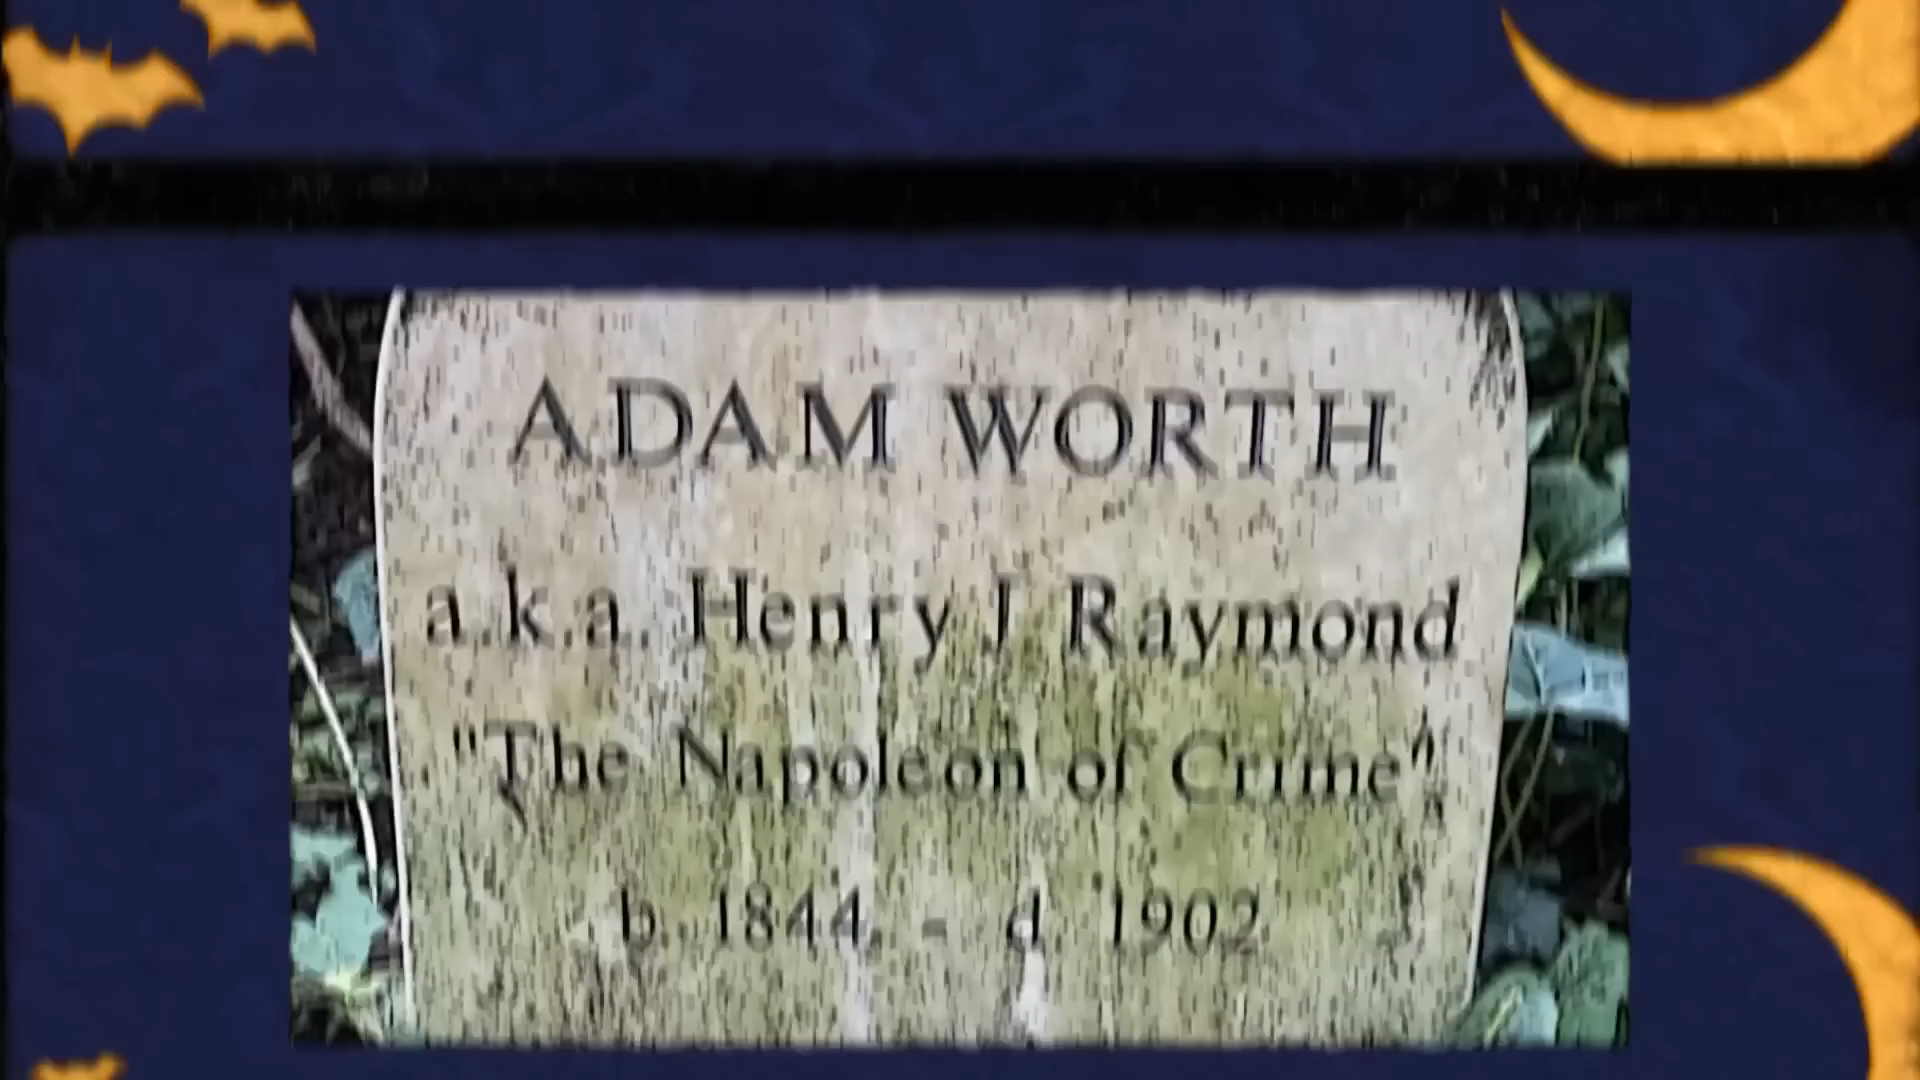 ADAM WORTH
a.k.a. Henry J Raymond
"The Napoleon of Crime"
b. 1844 - d. 1902